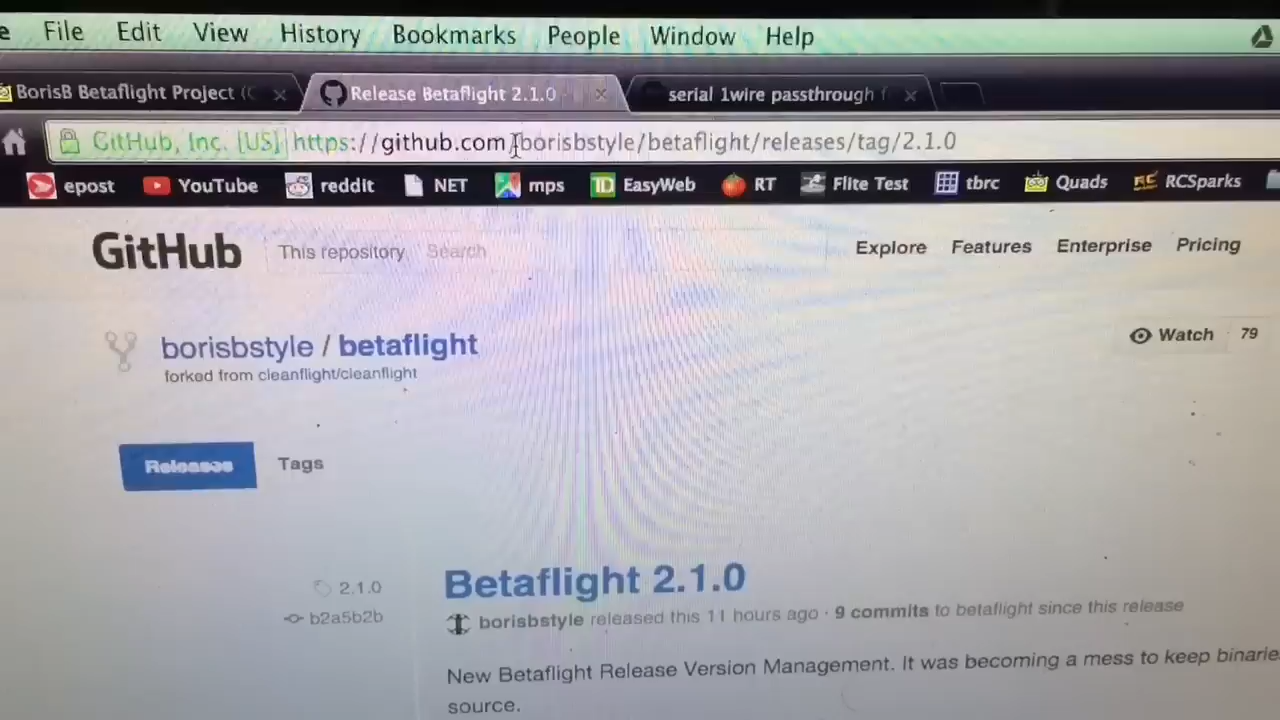 e File Edit View History Bookmarks People Window Help
BorisB Betaflight Project ( Release Betaflight 2.1.0 serial 1wire passthrough f
GitHub, Inc. [US] https://github.com/borisbstyle/betaflight/releases/tag/2.1.0
epost YouTube reddit NET mps TD EasyWeb RT Flite Test tbrc Quads RC RCSparks
GitHub This repository Search Explore Features Enterprise Pricing
borisbstyle / betaflight Watch 79
forked from cleanflight/cleanflight
Releases Tags
2.1.0 Betaflight 2.1.0
b2a5b2b borisbstyle released this 11 hours ago · 9 commits to betaflight since this release
New Betaflight Release Version Management. It was becoming a mess to keep binarie
source.